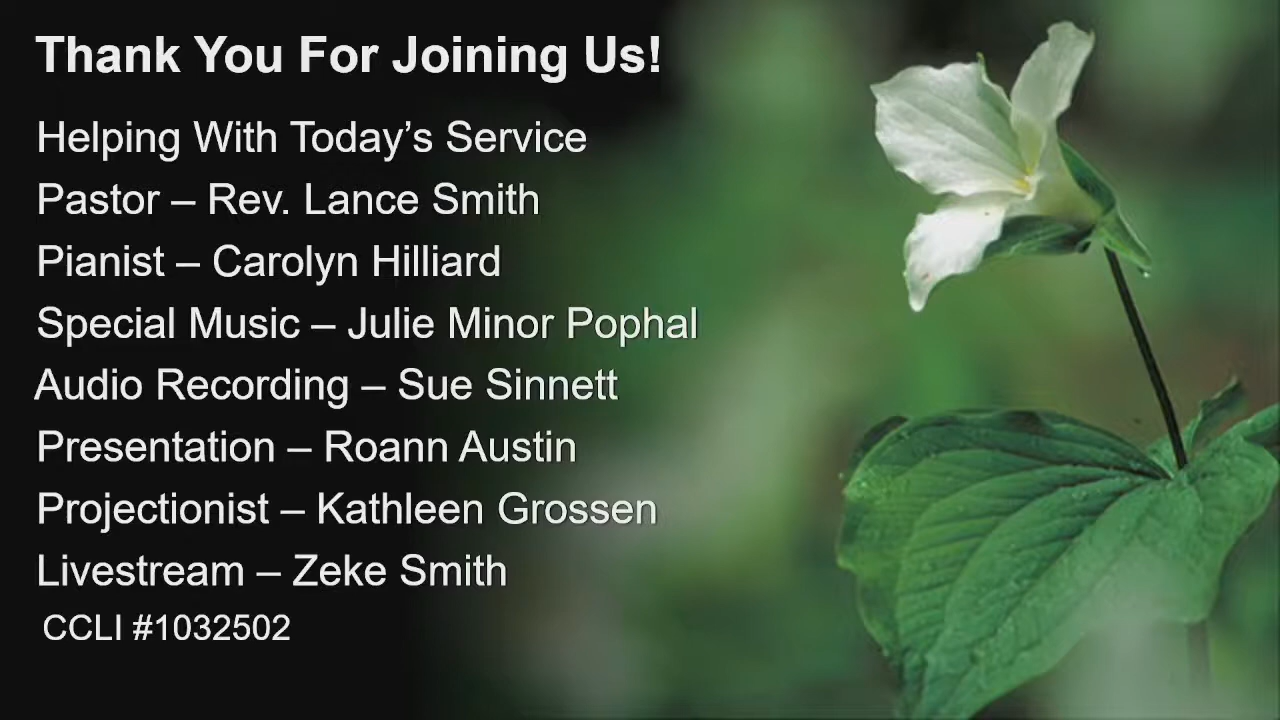 Thank You For Joining Us!
Helping With Today’s Service
Pastor – Rev. Lance Smith
Pianist – Carolyn Hilliard
Special Music – Julie Minor Pophal
Audio Recording – Sue Sinnett
Presentation – Roann Austin
Projectionist – Kathleen Grossen
Livestream – Zeke Smith
CCLI #1032502